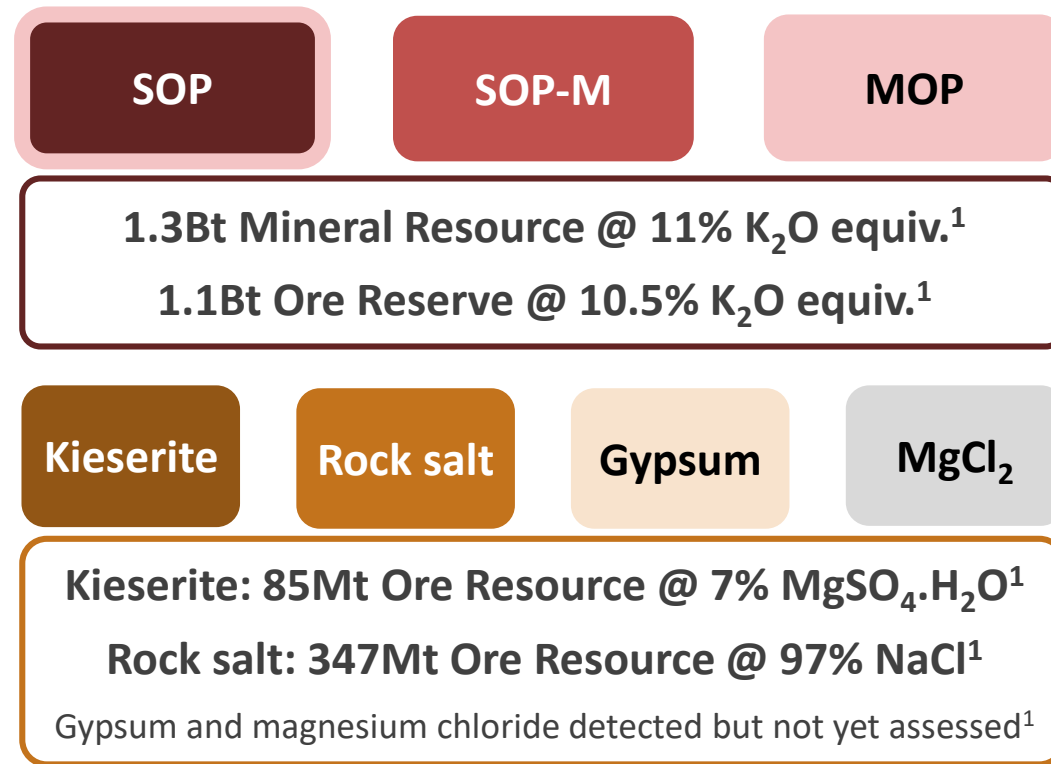 SOP SOP-M MOP
1.3Bt Mineral Resource @ 11% K₂O equiv.¹
1.1Bt Ore Reserve @ 10.5% K₂O equiv.¹
Kieserite Rock salt Gypsum MgCl₂
Kieserite: 85Mt Ore Resource @ 7% MgSO₄.H₂O¹
Rock salt: 347Mt Ore Resource @ 97% NaCl¹
Gypsum and magnesium chloride detected but not yet assessed¹